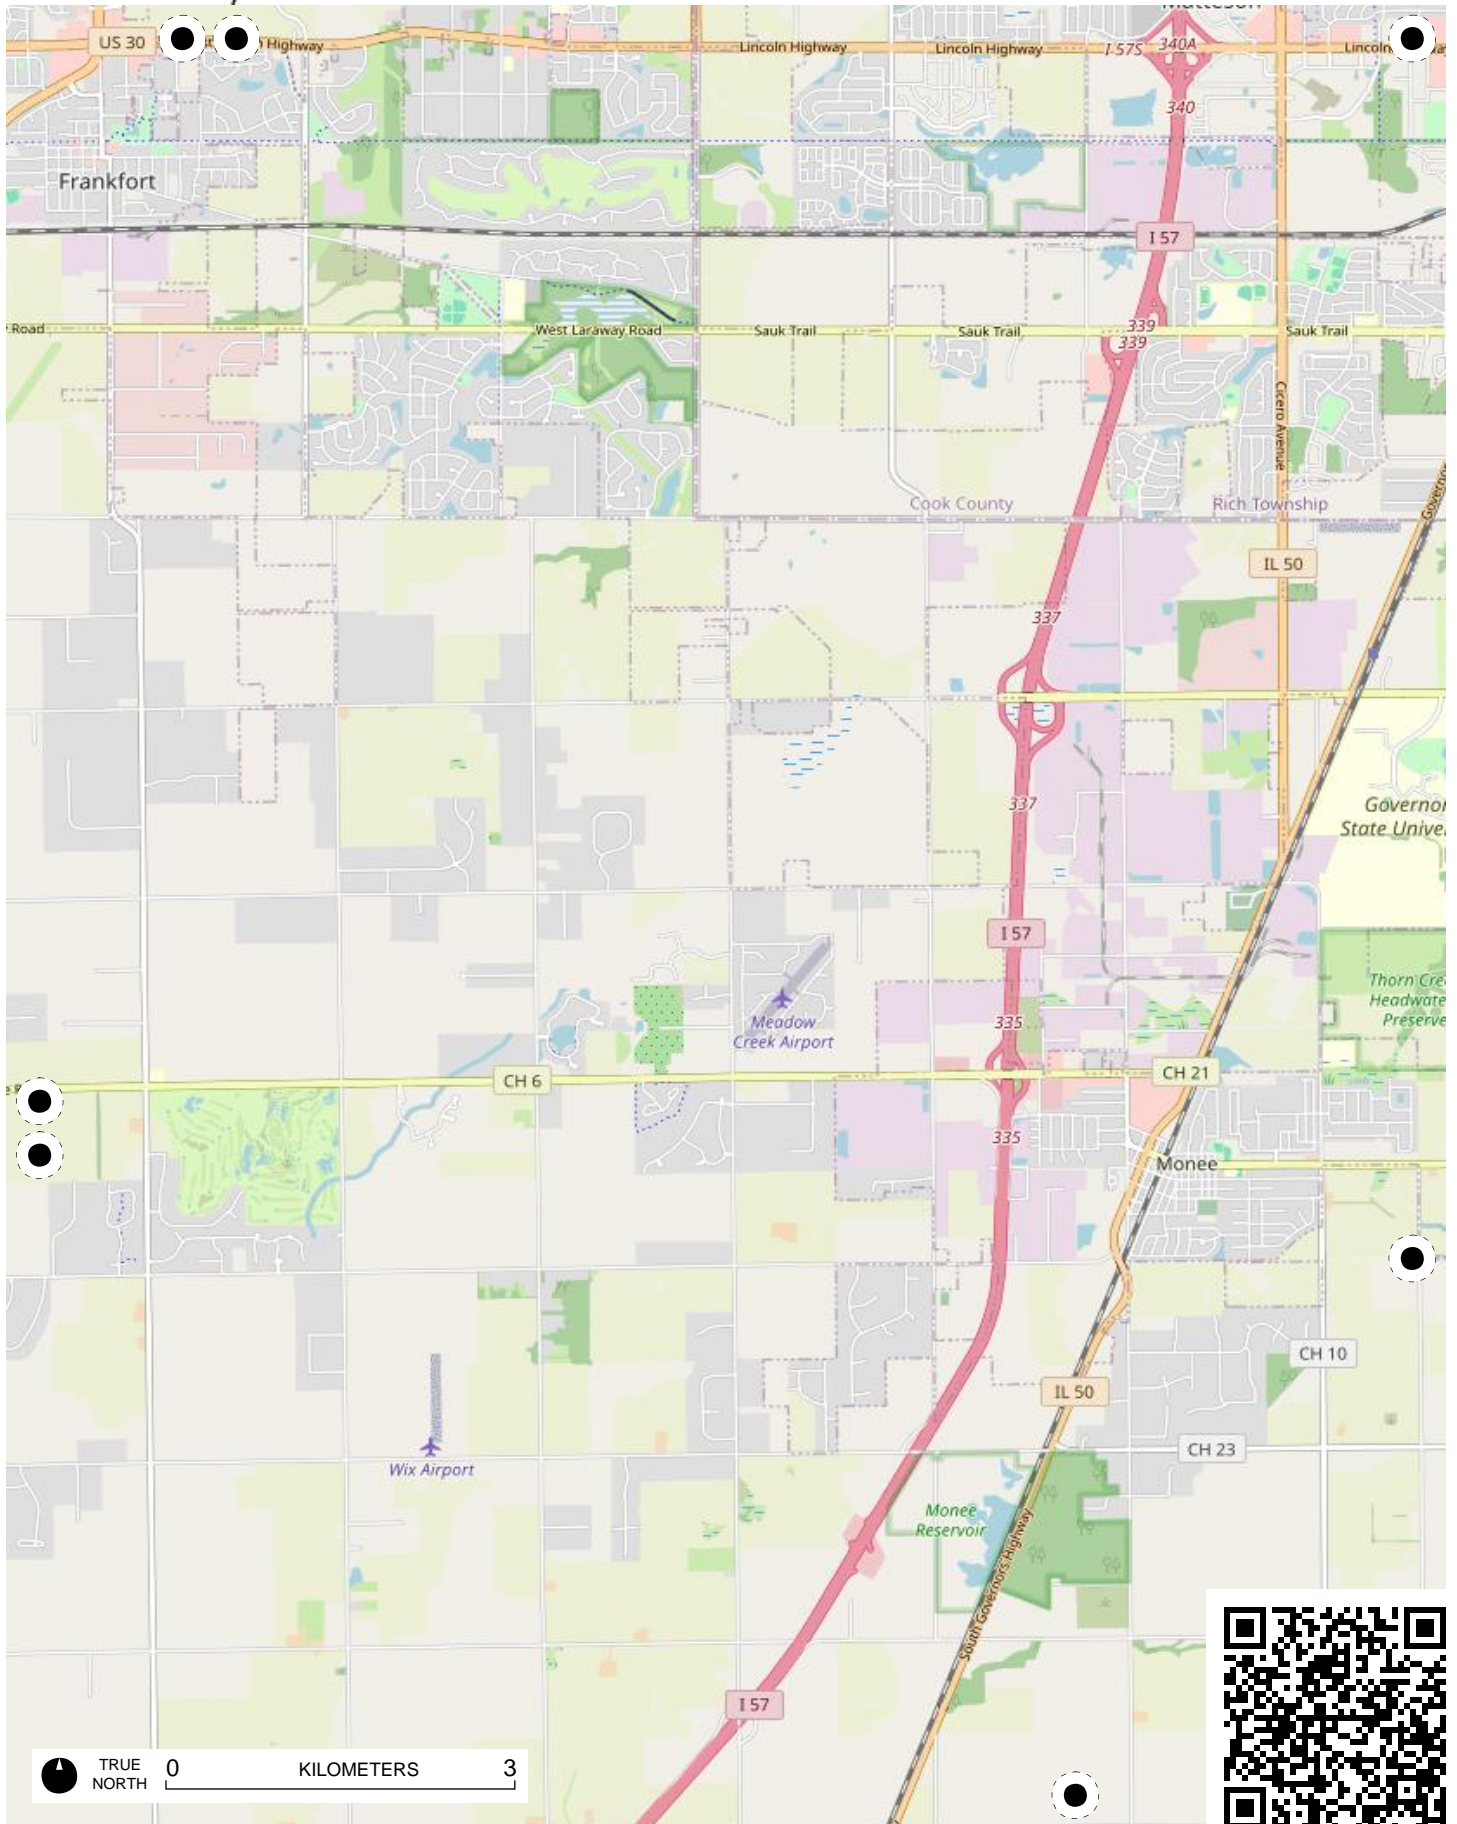 Matteson
US 30
Highway
Lincoln Highway
Lincoln Highway
I 57S
340A
Lincoln
340
Frankfort
I 57
Road
West Laraway Road
Sauk Trail
Sauk Trail
339
339
Sauk Trail
Cicero Avenue
Cook County
Rich Township
Governor
IL 50
337
337
Governor
State Unive
I 57
Thorn Cre
Headwate
Preserve
Meadow
Creek Airport
335
CH 6
CH 21
335
Monee
CH 10
IL 50
CH 23
Wix Airport
Monee
Reservoir
South Governors Highway
I 57
TRUE
NORTH
0 KILOMETERS 3